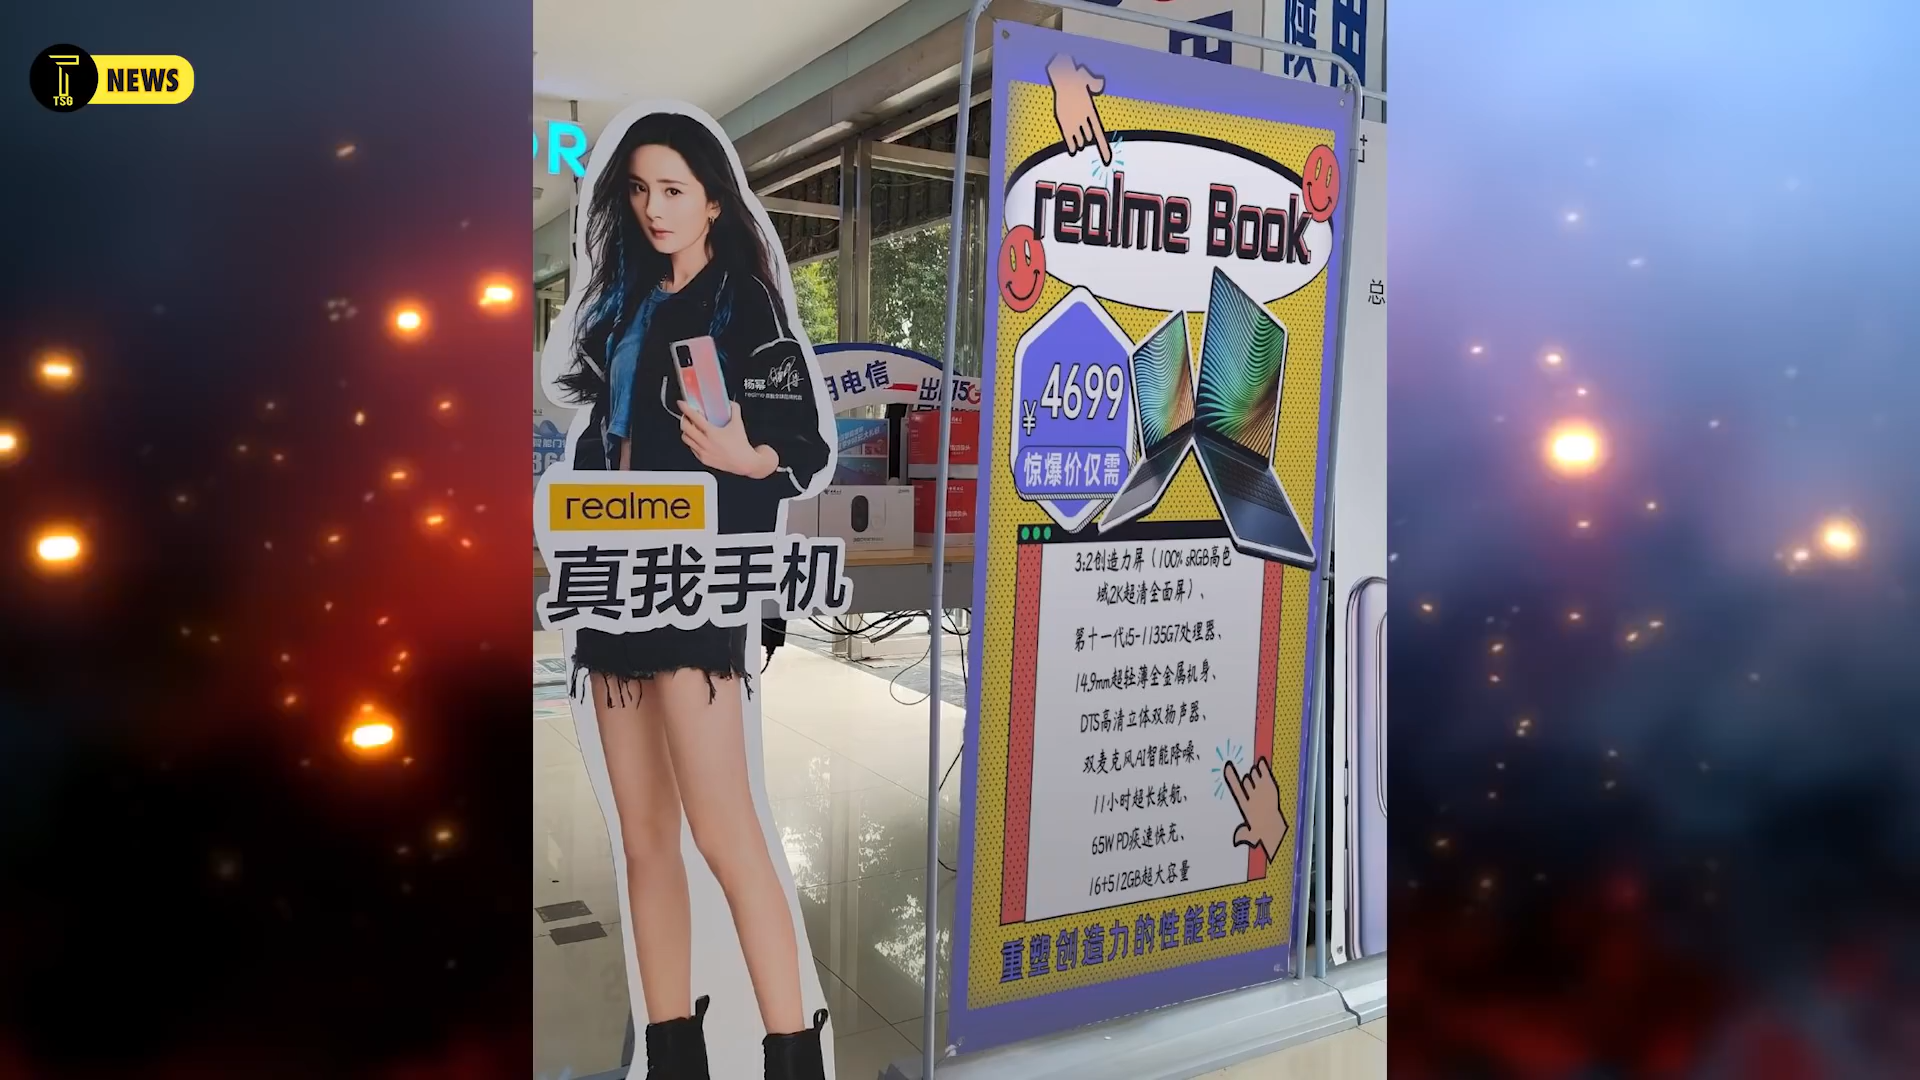 TSG
NEWS
OR
陕
总
realme Book
¥4699
惊爆价仅需
用电信
杨幂
realme
真我手机
3:2创造力屏（100% sRGB高色
域2K超清全面屏）、
第十一代i5-1135G7处理器、
14.9mm超轻薄全金属机身、
DTS高清立体双扬声器、
双麦克风AI智能降噪、
11小时超长续航、
65W PD疾速快充、
16+512GB超大容量
重塑创造力的性能轻薄本